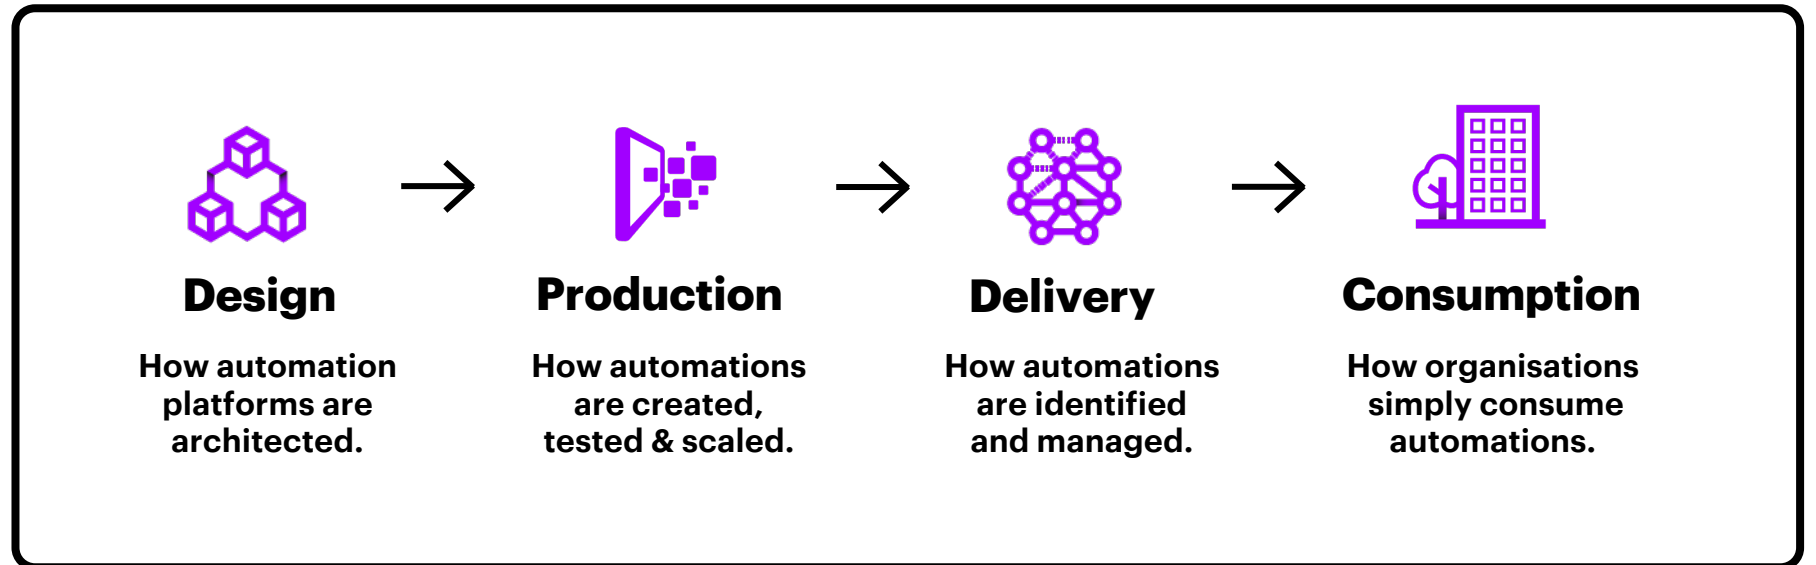 Design
How automation
platforms are
architected.
Production
How automations
are created,
tested & scaled.
Delivery
How automations
are identified
and managed.
Consumption
How organisations
simply consume
automations.